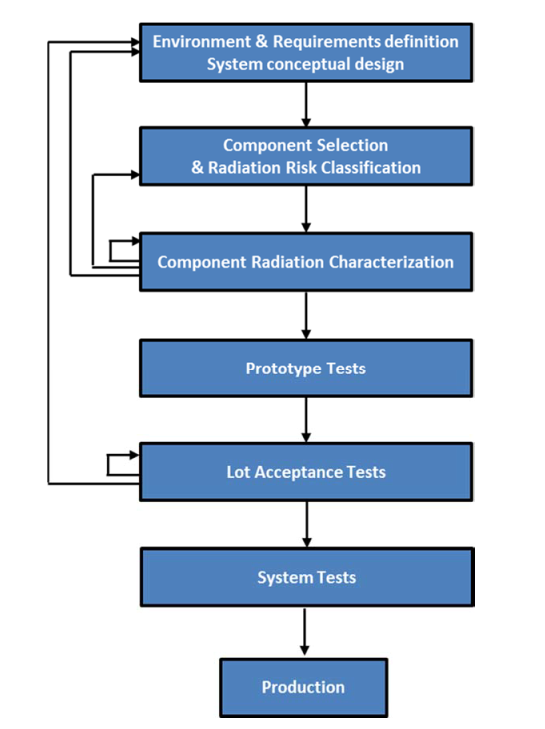 Environment & Requirements definition
System conceptual design
Component Selection
& Radiation Risk Classification
Component Radiation Characterization
Prototype Tests
Lot Acceptance Tests
System Tests
Production